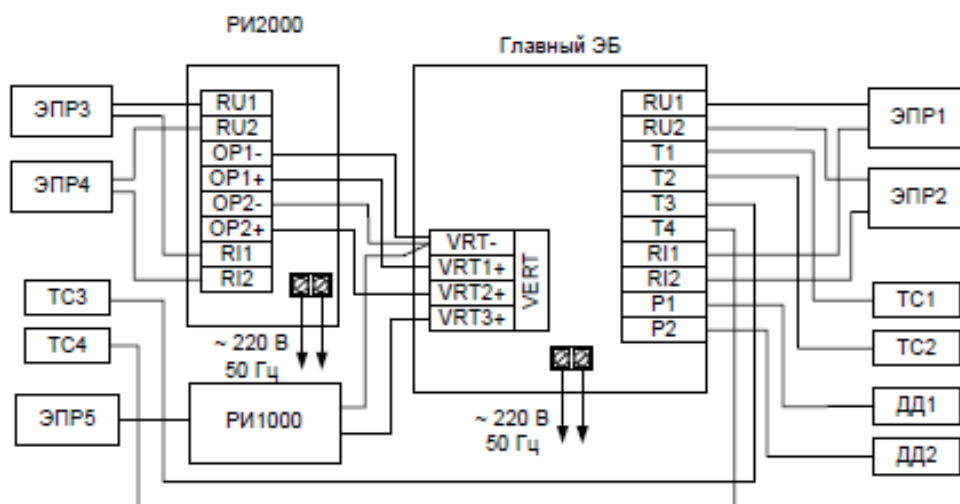 РИ2000
Главный ЭБ
ЭПР3
ЭПР4
RU1
RU2
OP1-
OP1+
OP2-
OP2+
RI1
RI2
~ 220 В
50 Гц
VRT-
VRT1+
VRT2+
VRT3+
VERT
RU1
RU2
T1
T2
T3
T4
RI1
RI2
P1
P2
~ 220 В
50 Гц
ЭПР1
ЭПР2
ТС1
ТС2
ДД1
ДД2
ТС3
ТС4
ЭПР5
РИ1000